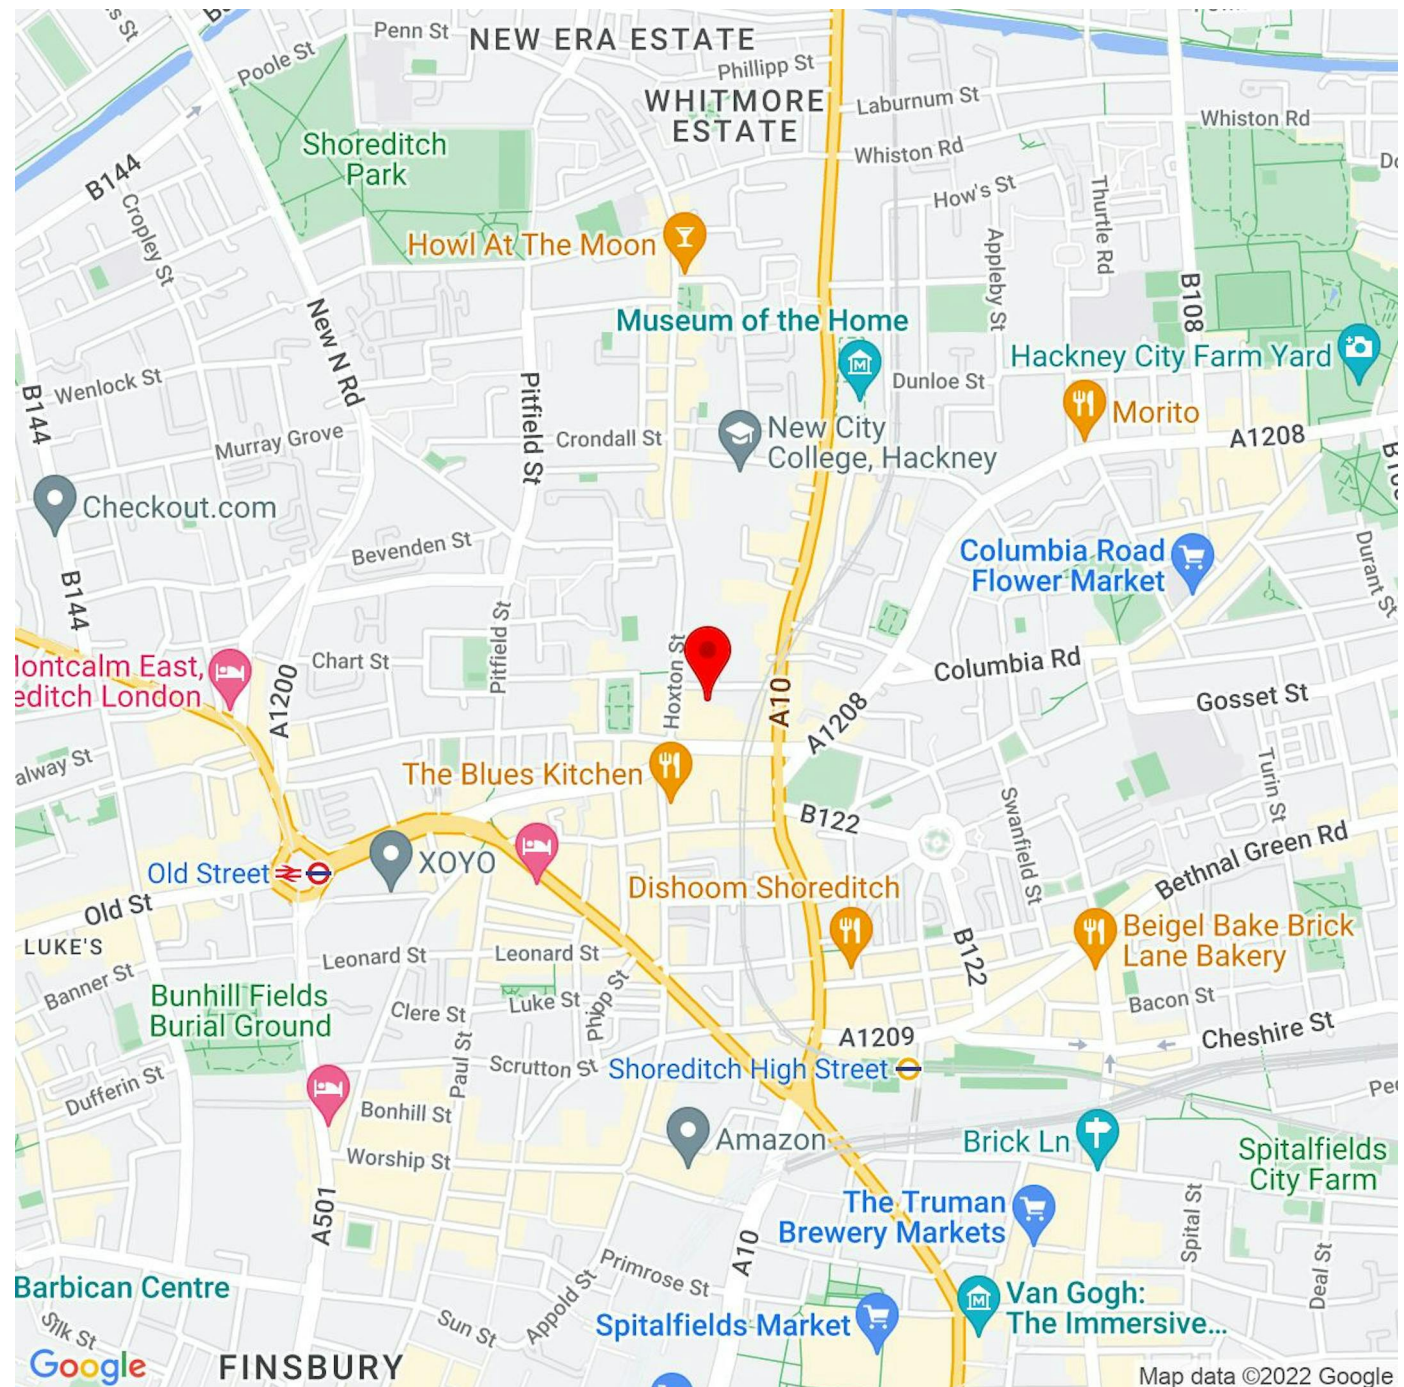 Penn St
NEW ERA ESTATE
Poole St
Phillipp St
WHITMORE
ESTATE
Laburnum St
Whiston Rd
Shoreditch
Park
Whiston Rd
B144
How's St
Thurtle Rd
Cropley St
Howl At The Moon
Appleby St
B108
New N Rd
Museum of the Home
Hackney City Farm Yard
Wenlock St
Dunloe St
B144
Pitfield St
Morito
Murray Grove
Crondall St
New City
College, Hackney
A1208
Checkout.com
Bevenden St
Columbia Road
Flower Market
Durant St
B144
Pitfield St
Hoxton St
Chart St
Columbia Rd
Montcalm East,
editch London
A1200
A10
A1208
Gosset St
alway St
The Blues Kitchen
Turin St
Swanfield St
B122
Bethnal Green Rd
XOYO
Old Street
Dishoom Shoreditch
Old St
LUKE'S
Beigel Bake Brick
Lane Bakery
B122
Leonard St
Leonard St
Banner St
Bunhill Fields
Burial Ground
Luke St
Phipp St
Bacon St
Clere St
Cheshire St
A1209
Paul St
Scrutton St
Shoreditch High Street
Dufferin St
Bonhill St
Amazon
Brick Ln
Spitalfields
City Farm
Worship St
A501
The Truman
Brewery Markets
Spital St
A10
Primrose St
Deal St
Barbican Centre
Appold St
Van Gogh:
The Immersive...
Silk St
Sun St
Spitalfields Market
Google
FINSBURY
Map data ©2022 Google